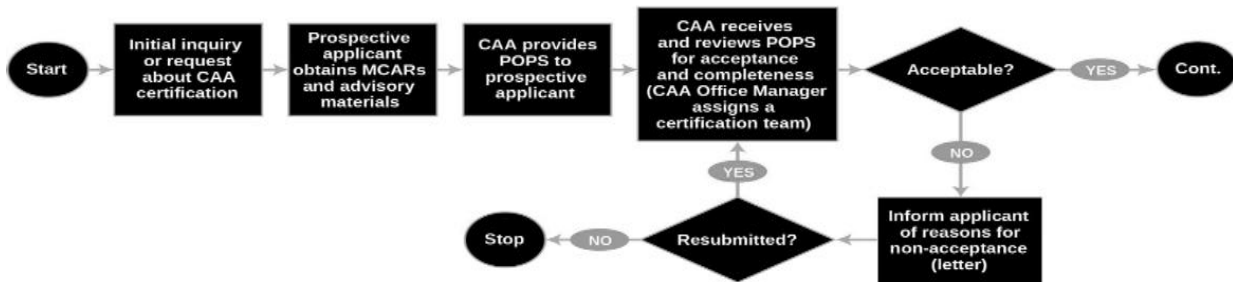 Start
Initial inquiry
or request
about CAA
certification
Prospective
applicant
obtains MCARs
and advisory
materials
CAA provides
POPS to
prospective
applicant
CAA receives
and reviews POPS
for acceptance
and completeness
(CAA Office Manager
assigns a
certification team)
Acceptable?
YES
Cont.
NO
Inform applicant
of reasons for
non-acceptance
(letter)
Resubmitted?
YES
NO
Stop